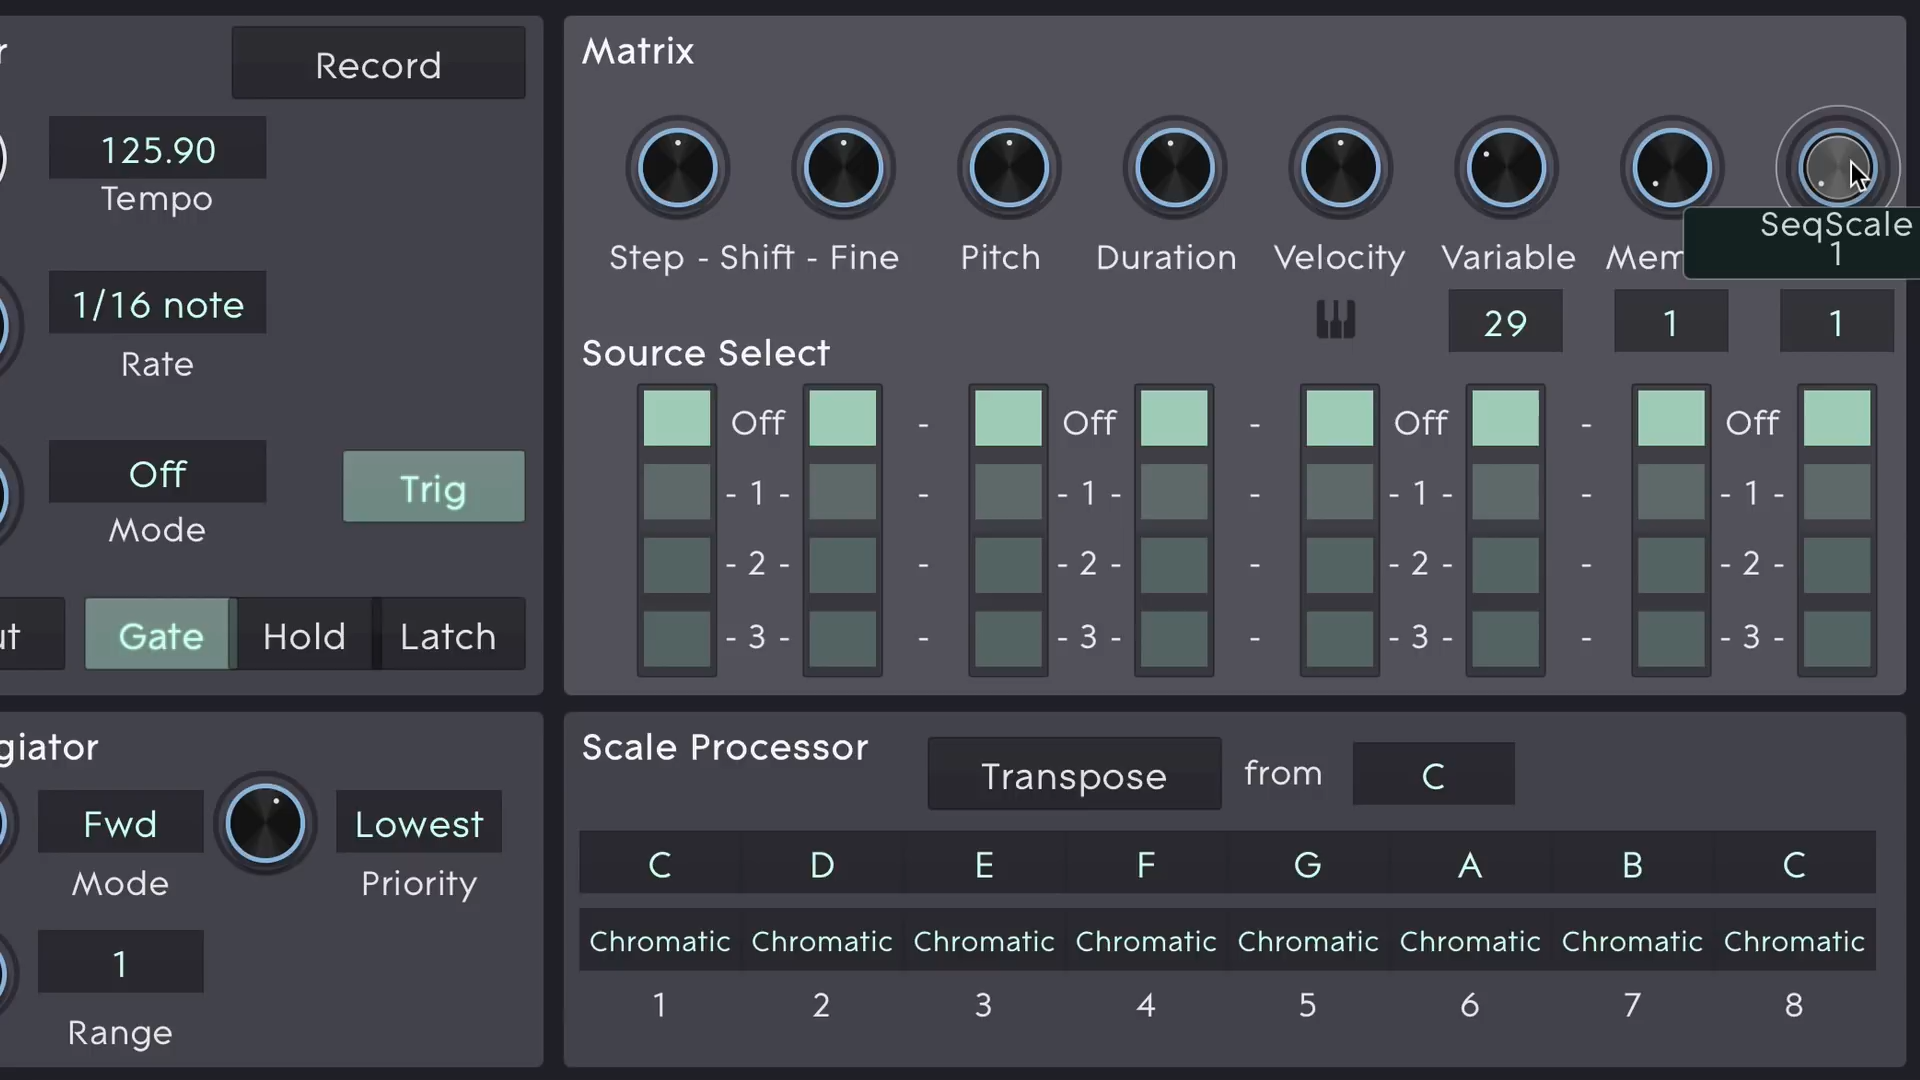 r
Record
125.90
Tempo
1/16 note
Rate
Off
Mode
Trig
ut
Gate
Hold
Latch
Matrix
Step - Shift - Fine
Pitch
Duration
Velocity
Variable
Mem
SeqScale
1
29
1
1
Source Select
Off - Off - Off - Off
- 1 - - - 1 - - - 1 - - - 1 -
- 2 - - - 2 - - - 2 - - - 2 -
- 3 - - - 3 - - - 3 - - - 3 -
giator
Fwd
Mode
Lowest
Priority
1
Range
Scale Processor
Transpose from C
C D E F G A B C
Chromatic Chromatic Chromatic Chromatic Chromatic Chromatic Chromatic Chromatic
1 2 3 4 5 6 7 8